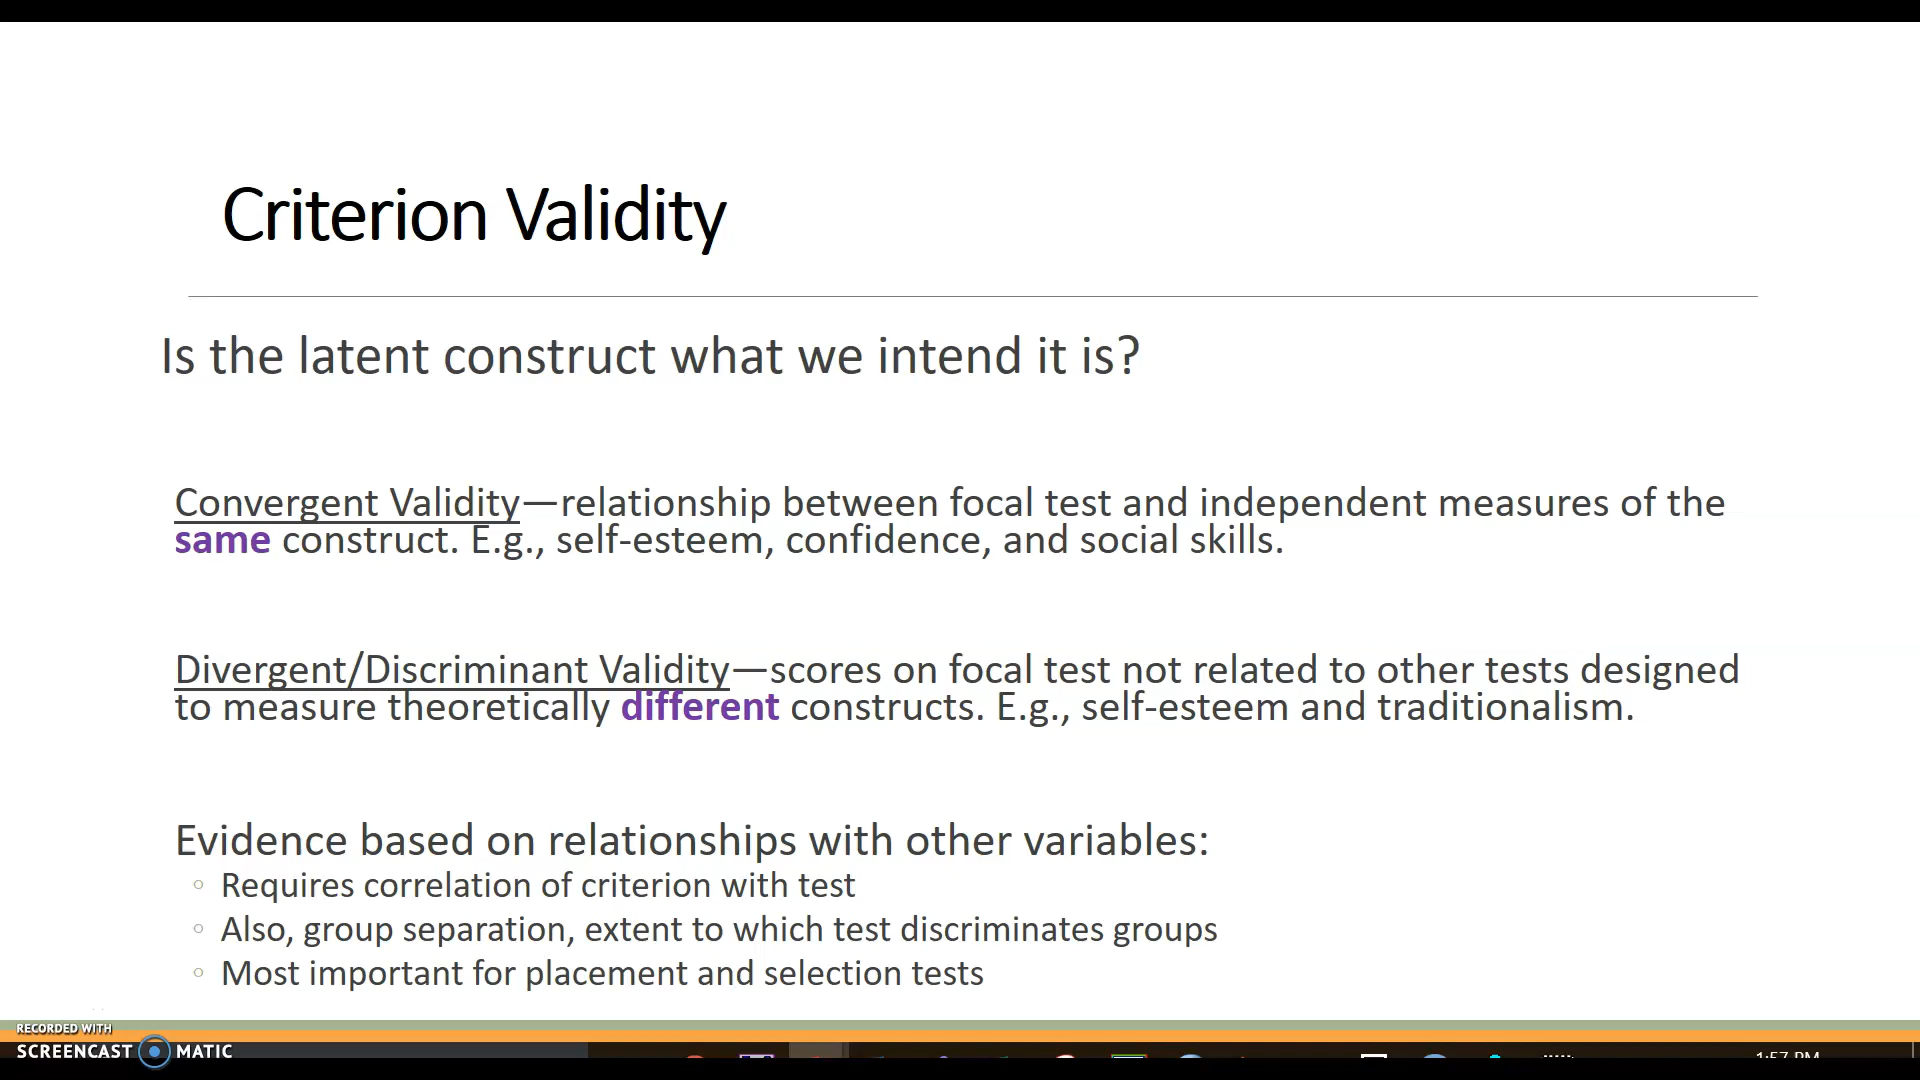 Criterion Validity
Is the latent construct what we intend it is?
Convergent Validity—relationship between focal test and independent measures of the
same construct. E.g., self-esteem, confidence, and social skills.
Divergent/Discriminant Validity—scores on focal test not related to other tests designed
to measure theoretically different constructs. E.g., self-esteem and traditionalism.
Evidence based on relationships with other variables:
◦ Requires correlation of criterion with test
◦ Also, group separation, extent to which test discriminates groups
◦ Most important for placement and selection tests
RECORDED WITH
SCREENCAST MATIC
1:57 PM